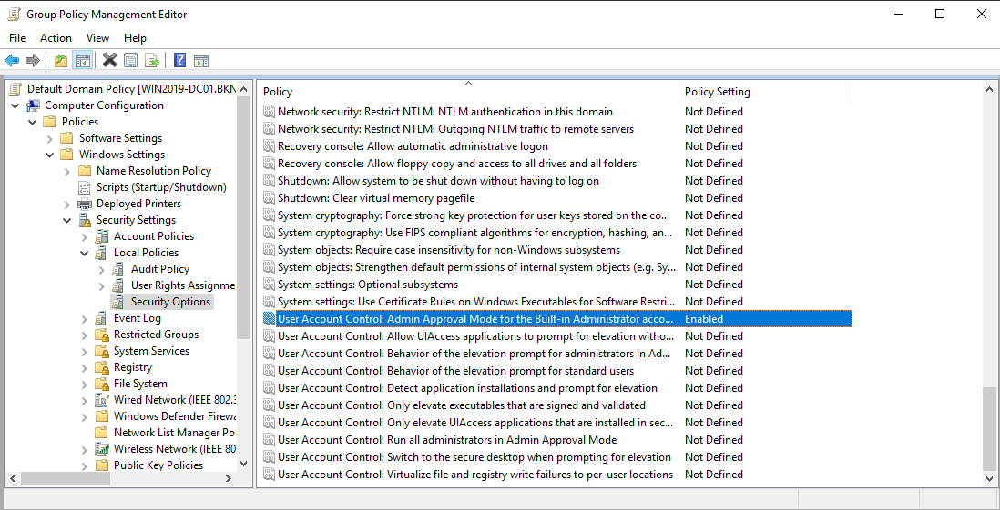 Group Policy Management Editor
File Action View Help
Default Domain Policy [WIN2019-DC01.BKN
Computer Configuration
Policies
Software Settings
Windows Settings
Name Resolution Policy
Scripts (Startup/Shutdown)
Deployed Printers
Security Settings
Account Policies
Local Policies
Audit Policy
User Rights Assignme
Security Options
Event Log
Restricted Groups
System Services
Registry
File System
Wired Network (IEEE 802.3
Windows Defender Firewa
Network List Manager Po
Wireless Network (IEEE 80
Public Key Policies
Policy Policy Setting
Network security: Restrict NTLM: NTLM authentication in this domain Not Defined
Network security: Restrict NTLM: Outgoing NTLM traffic to remote servers Not Defined
Recovery console: Allow automatic administrative logon Not Defined
Recovery console: Allow floppy copy and access to all drives and all folders Not Defined
Shutdown: Allow system to be shut down without having to log on Not Defined
Shutdown: Clear virtual memory pagefile Not Defined
System cryptography: Force strong key protection for user keys stored on the co... Not Defined
System cryptography: Use FIPS compliant algorithms for encryption, hashing, an... Not Defined
System objects: Require case insensitivity for non-Windows subsystems Not Defined
System objects: Strengthen default permissions of internal system objects (e.g. Sy... Not Defined
System settings: Optional subsystems Not Defined
System settings: Use Certificate Rules on Windows Executables for Software Restri... Not Defined
User Account Control: Admin Approval Mode for the Built-in Administrator acco... Enabled
User Account Control: Allow UIAccess applications to prompt for elevation witho... Not Defined
User Account Control: Behavior of the elevation prompt for administrators in Ad... Not Defined
User Account Control: Behavior of the elevation prompt for standard users Not Defined
User Account Control: Detect application installations and prompt for elevation Not Defined
User Account Control: Only elevate executables that are signed and validated Not Defined
User Account Control: Only elevate UIAccess applications that are installed in sec... Not Defined
User Account Control: Run all administrators in Admin Approval Mode Not Defined
User Account Control: Switch to the secure desktop when prompting for elevation Not Defined
User Account Control: Virtualize file and registry write failures to per-user locations Not Defined